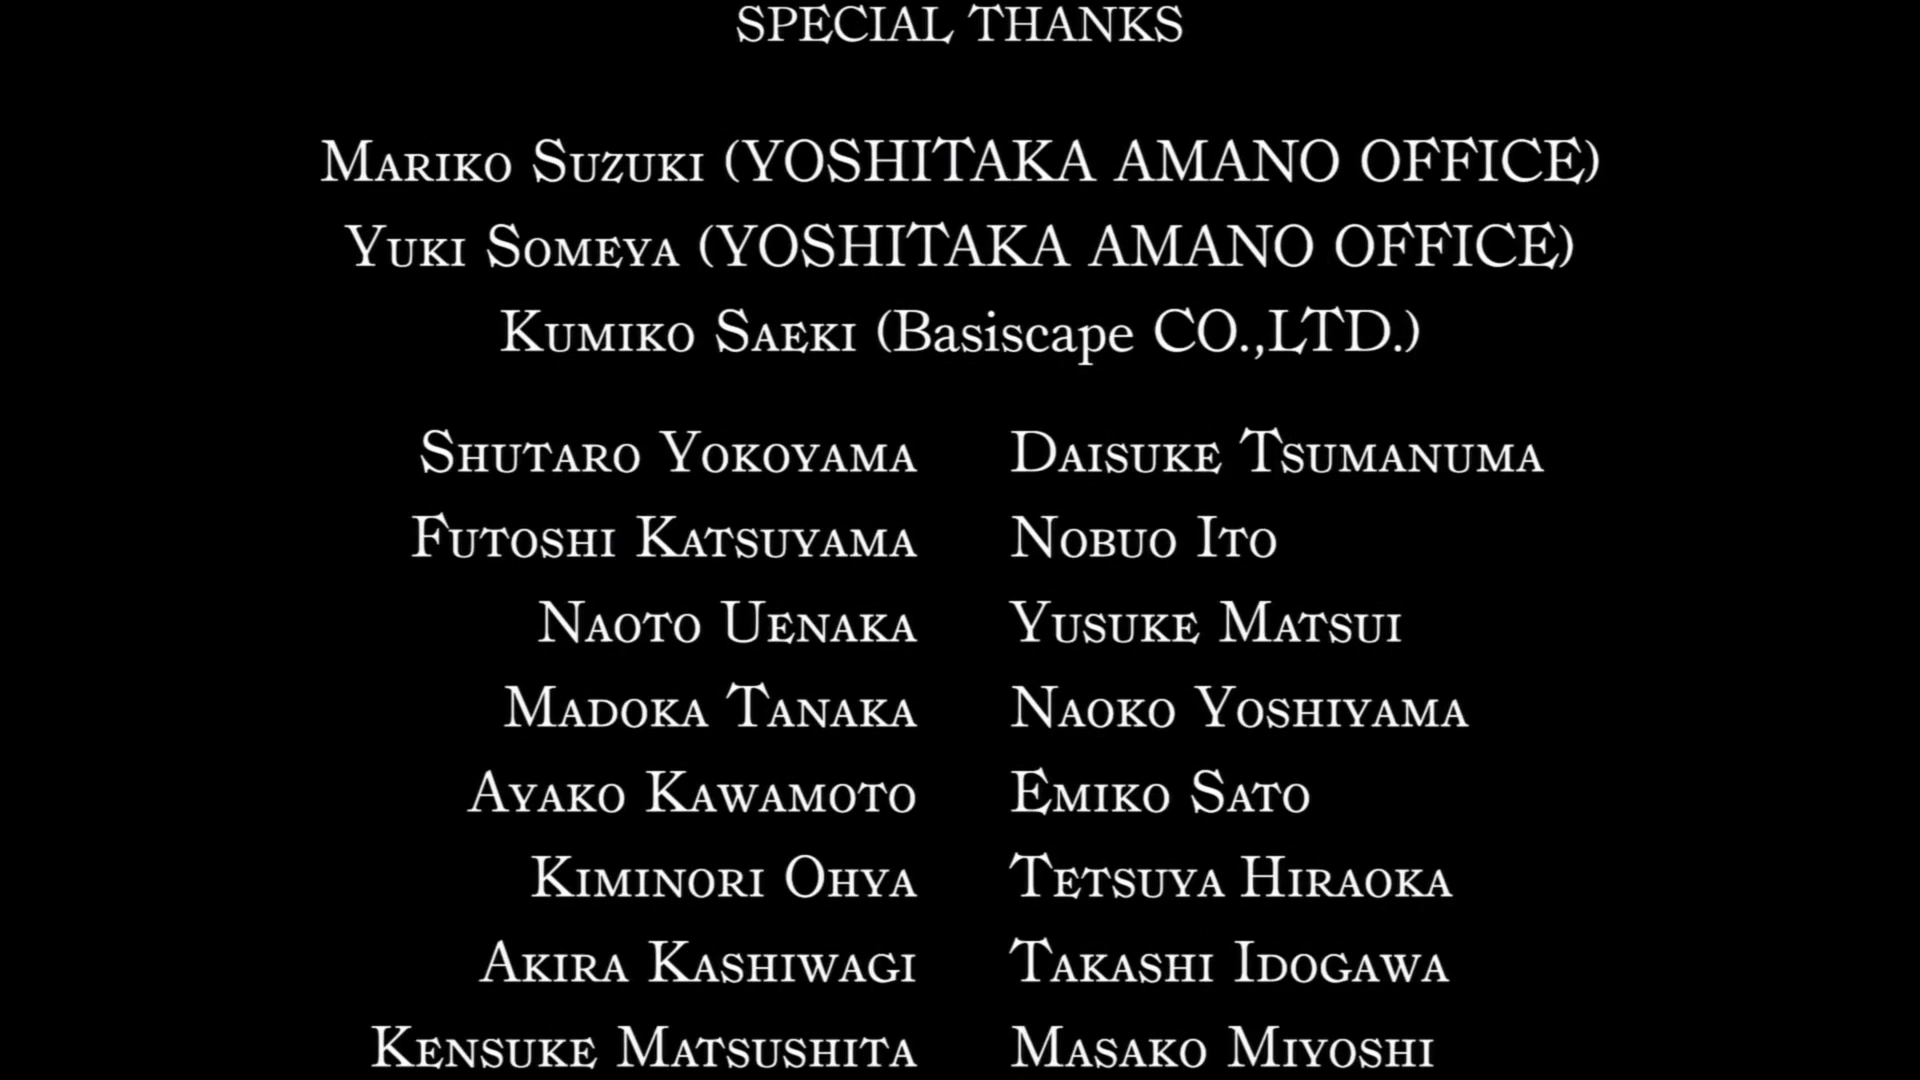 SPECIAL THANKS
Mariko Suzuki (YOSHITAKA AMANO OFFICE)
Yuki Someya (YOSHITAKA AMANO OFFICE)
Kumiko Saeki (Basiscape CO.,LTD.)
Shutaro Yokoyama Daisuke Tsumanuma
Futoshi Katsuyama Nobuo Ito
Naoto Uenaka Yusuke Matsui
Madoka Tanaka Naoko Yoshiyama
Ayako Kawamoto Emiko Sato
Kiminori Ohya Tetsuya Hiraoka
Akira Kashiwagi Takashi Idogawa
Kensuke Matsushita Masako Miyoshi